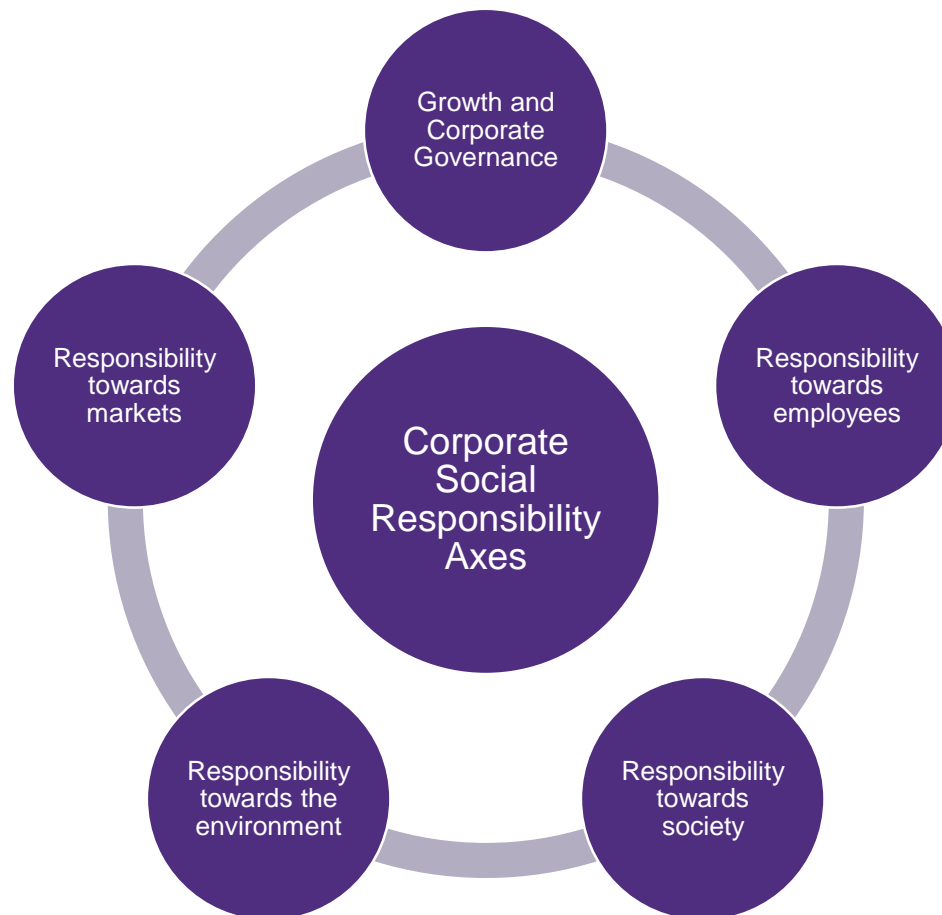 Growth and
Corporate
Governance
Responsibility
towards
employees
Responsibility
towards
society
Responsibility
towards the
environment
Responsibility
towards
markets
Corporate
Social
Responsibility
Axes